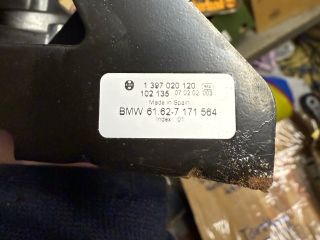 1 397 020 120
102 135 07 02 02 003
Made in Spain
BMW 61.62-7 171 564
Index : 01